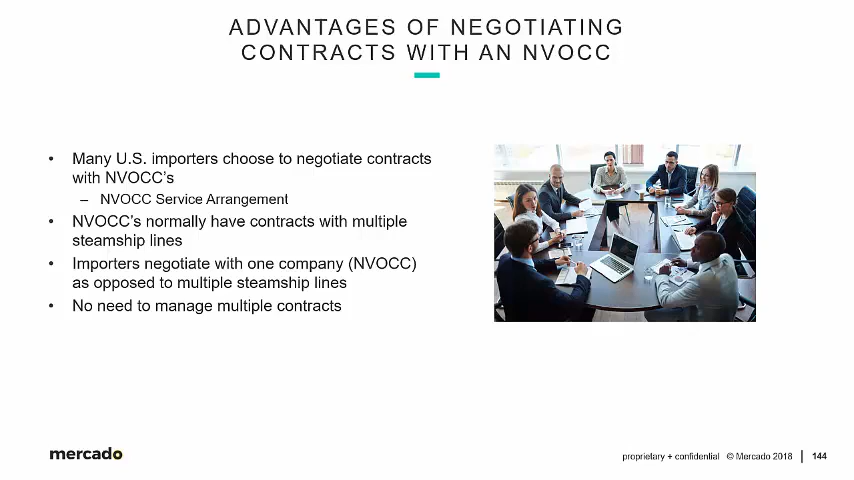 ADVANTAGES OF NEGOTIATING
CONTRACTS WITH AN NVOCC
• Many U.S. importers choose to negotiate contracts
with NVOCC's
– NVOCC Service Arrangement
• NVOCC's normally have contracts with multiple
steamship lines
• Importers negotiate with one company (NVOCC)
as opposed to multiple steamship lines
• No need to manage multiple contracts
mercado
proprietary + confidential © Mercado 2018 | 144